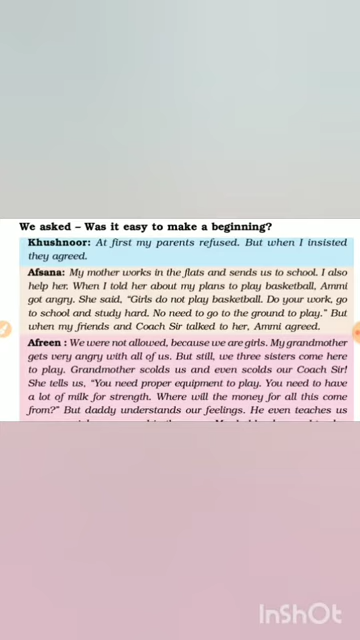 We asked – Was it easy to make a beginning?
Khushnoor: At first my parents refused. But when I insisted
they agreed.
Afsana: My mother works in the flats and sends us to school. I also
help her. When I told her about my plans to play basketball, Ammi
got angry. She said, “Girls do not play basketball. Do your work, go
to school and study hard. No need to go to the ground to play.” But
when my friends and Coach Sir talked to her, Ammi agreed.
Afreen : We were not allowed, because we are girls. My grandmother
gets very angry with all of us. But still, we three sisters come here
to play. Grandmother scolds us and even scolds our Coach Sir!
She tells us, “You need proper equipment to play. You need to have
a lot of milk for strength. Where will the money for all this come
from?” But daddy understands our feelings. He even teaches us
InShOt